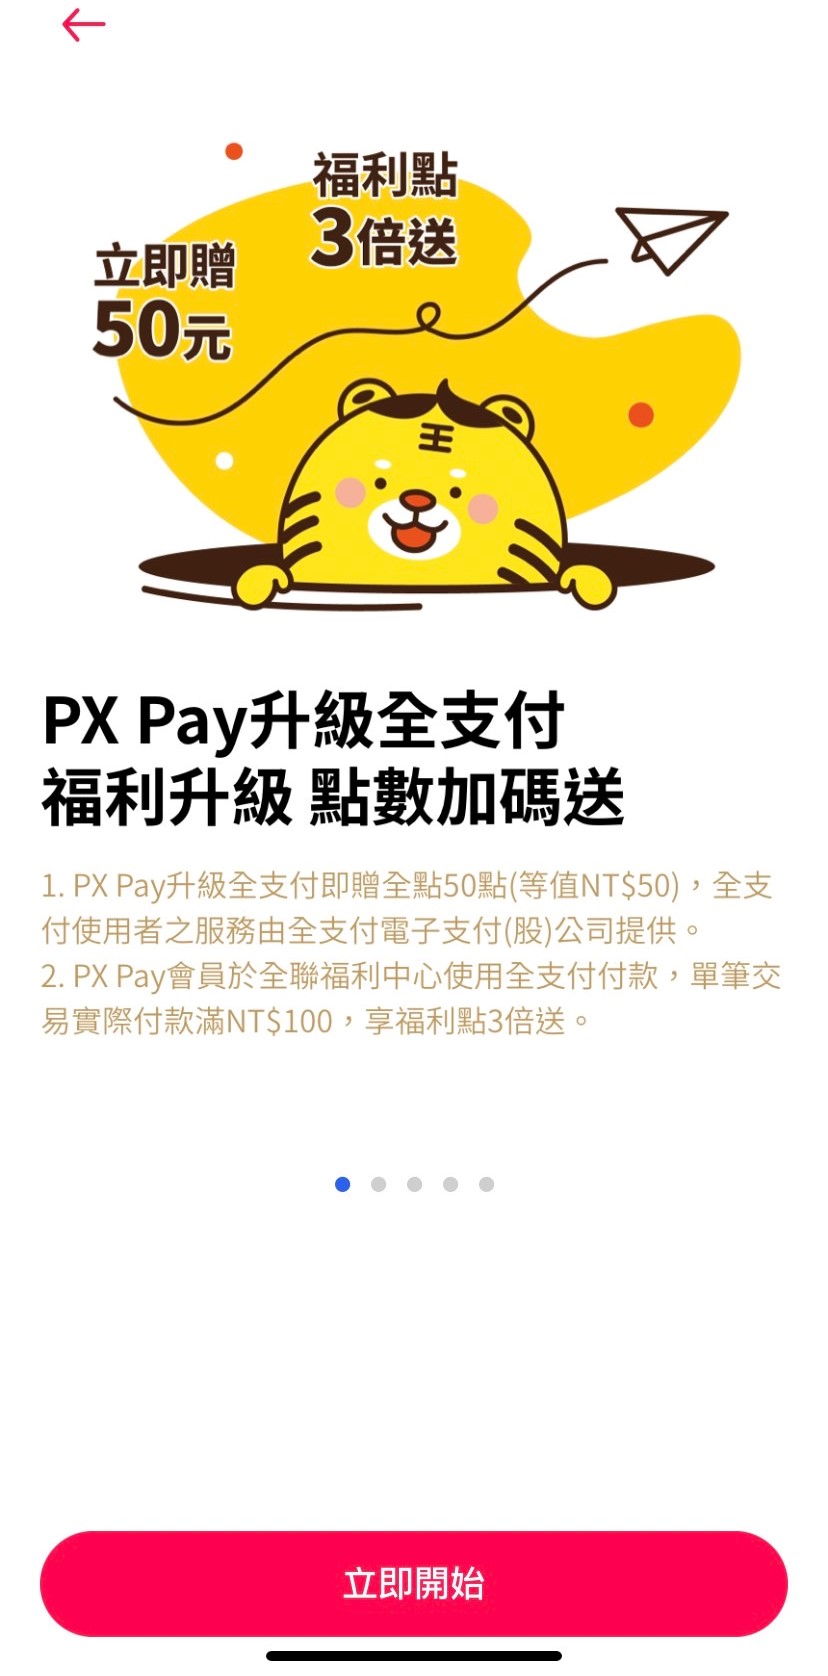 福利點
3倍送
立即贈
50元
王
PX Pay升級全支付
福利升級 點數加碼送
1. PX Pay升級全支付即贈全點50點(等值NT$50)，全支
付使用者之服務由全支付電子支付(股)公司提供。
2. PX Pay會員於全聯福利中心使用全支付付款，單筆交
易實際付款滿NT$100，享福利點3倍送。
立即開始